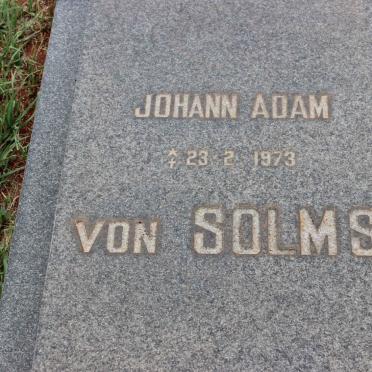 JOHANN ADAM
⚹ 23·2·1973
VON SOLMS